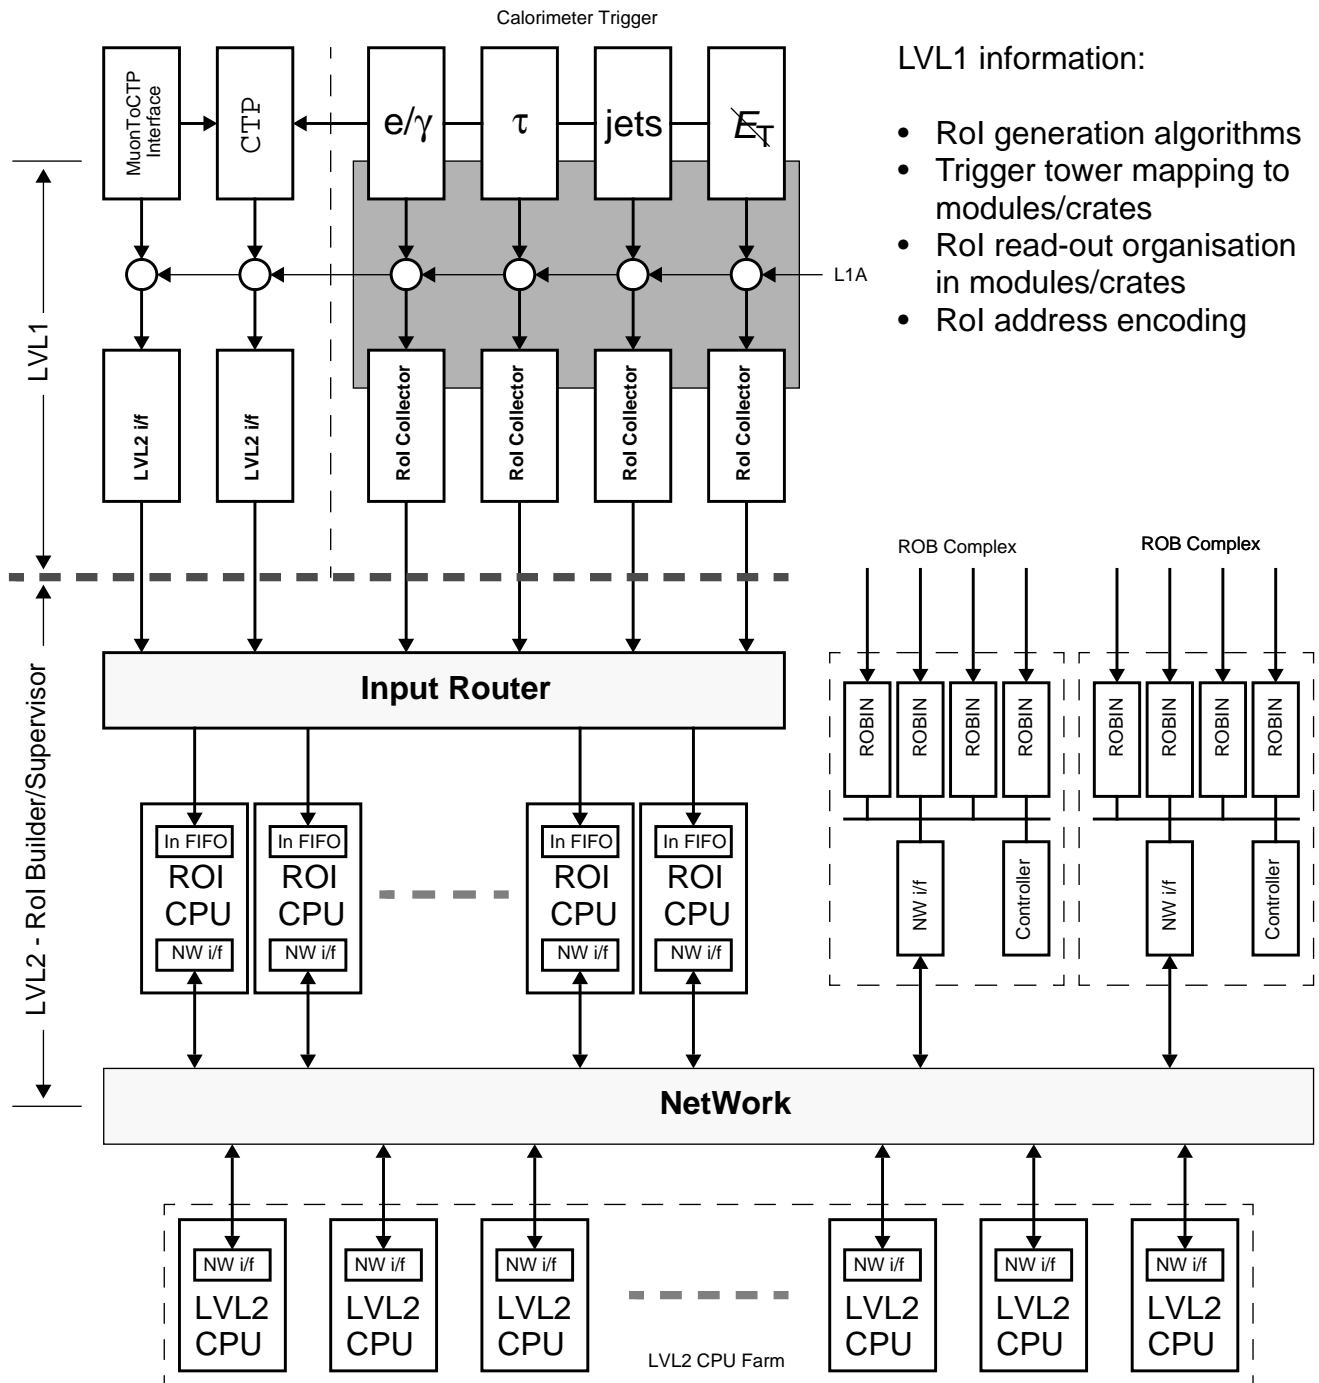 Calorimeter Trigger
MuonToCTP
Interface
CTP
e/γ
τ
jets
E̸T
LVL1 information:
• RoI generation algorithms
• Trigger tower mapping to
modules/crates
• RoI read-out organisation
in modules/crates
• RoI address encoding
L1A
LVL1
LVL2 i/f
LVL2 i/f
RoI Collector
RoI Collector
RoI Collector
RoI Collector
ROB Complex
ROB Complex
LVL2 - RoI Builder/Supervisor
Input Router
ROBIN
ROBIN
ROBIN
ROBIN
ROBIN
ROBIN
ROBIN
ROBIN
In FIFO
ROI
CPU
NW i/f
In FIFO
ROI
CPU
NW i/f
In FIFO
ROI
CPU
NW i/f
In FIFO
ROI
CPU
NW i/f
NW i/f
Controller
NW i/f
Controller
NetWork
NW i/f
LVL2
CPU
NW i/f
LVL2
CPU
NW i/f
LVL2
CPU
NW i/f
LVL2
CPU
NW i/f
LVL2
CPU
NW i/f
LVL2
CPU
LVL2 CPU Farm